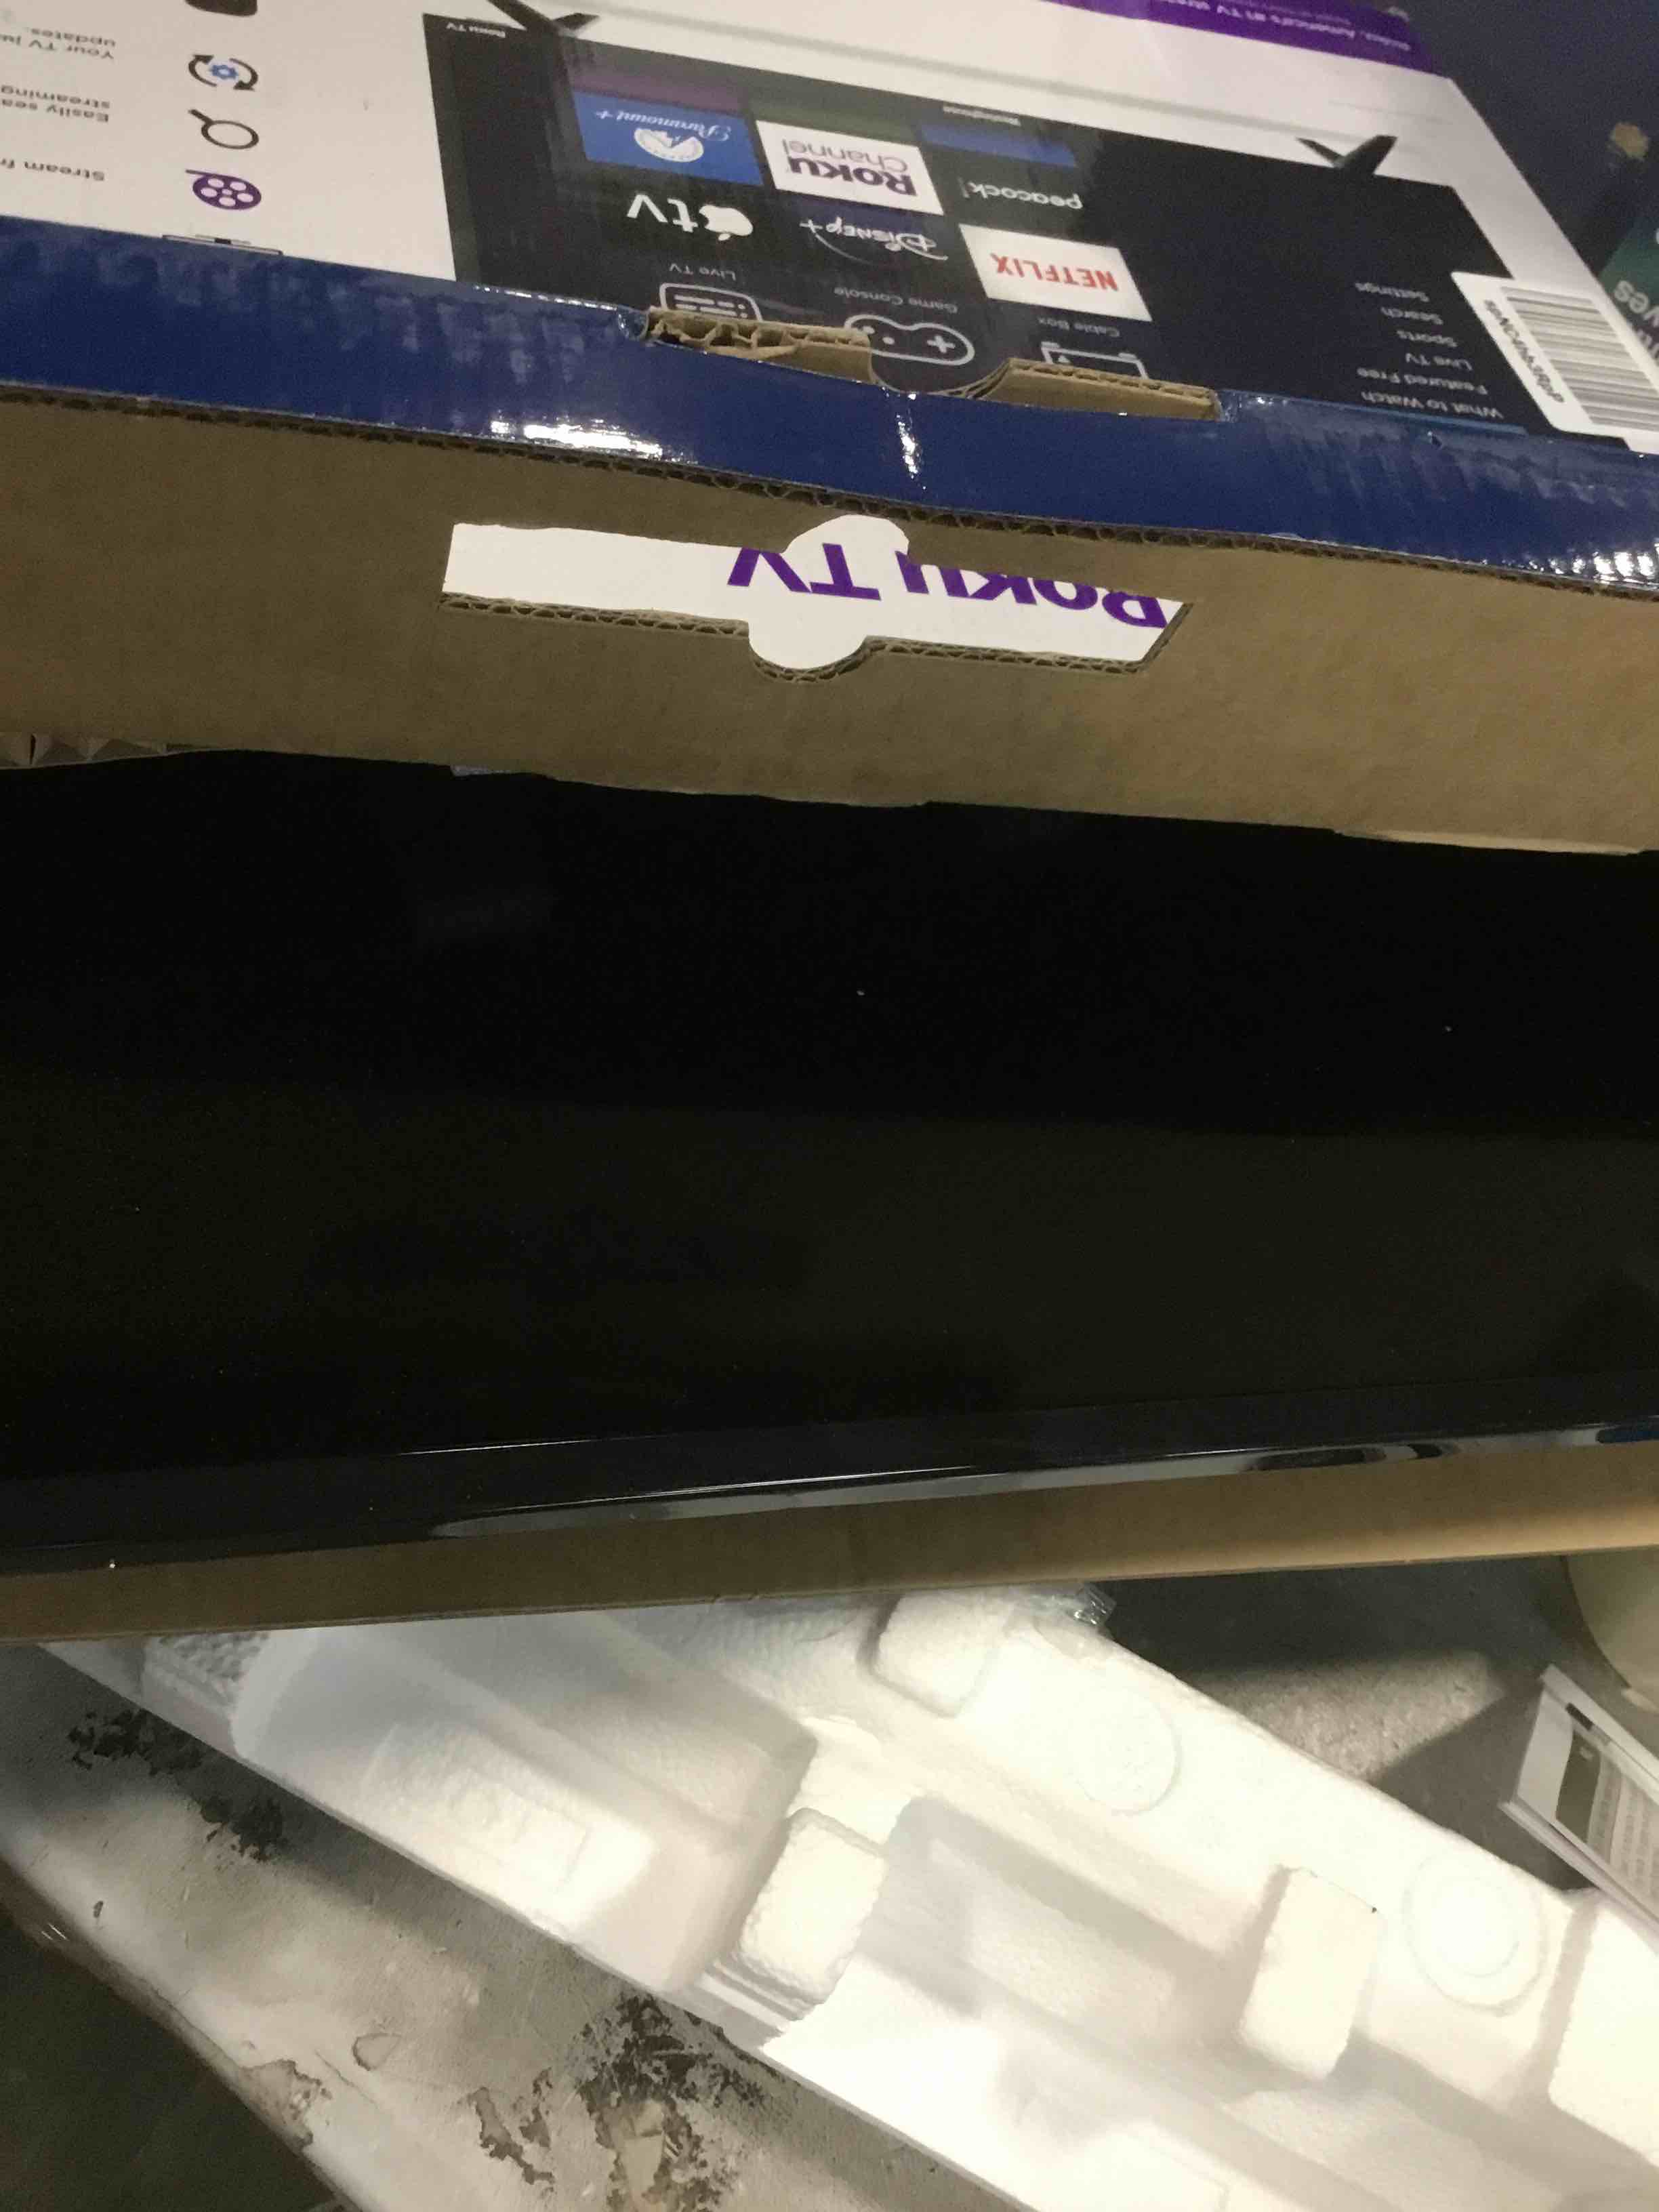 Roku TV
What to Watch
Featured Free
Live TV
Sports
Search
Settings
Cable Box
Game Console
Live TV
NETFLIX
Disney+
tv
peacock
Roku
Channel
Paramount+
Westinghouse
Roku TV
Stream
Easily
streaming
Your TV
updates